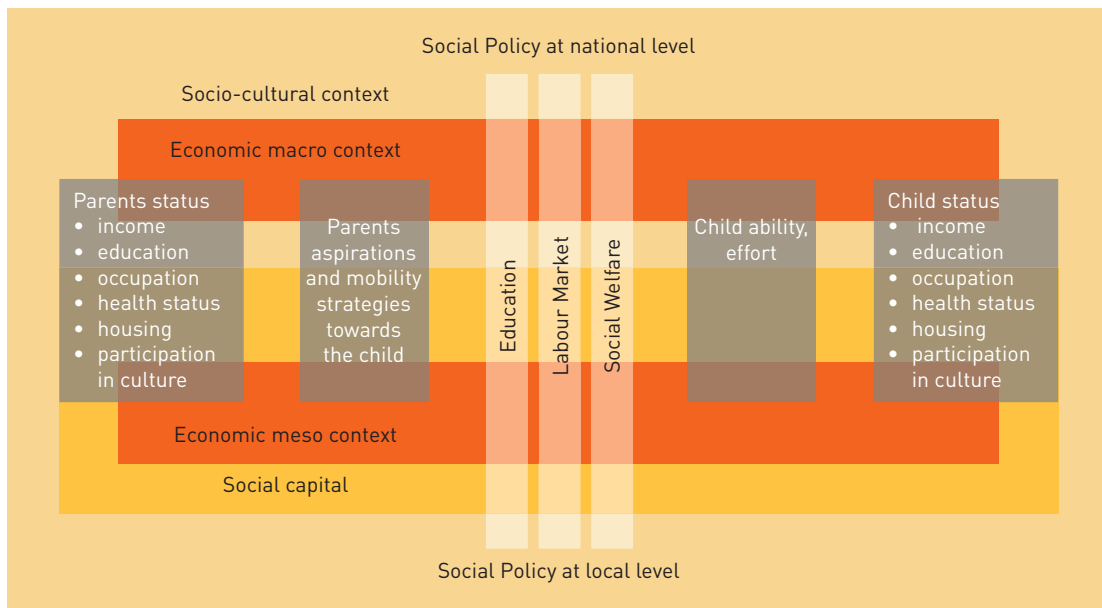 Social Policy at national level
Socio-cultural context
Economic macro context
Parents status
• income
• education
• occupation
• health status
• housing
• participation
in culture
Parents
aspirations
and mobility
strategies
towards
the child
Education
Labour Market
Social Welfare
Child ability,
effort
Child status
• income
• education
• occupation
• health status
• housing
• participation
in culture
Economic meso context
Social capital
Social Policy at local level